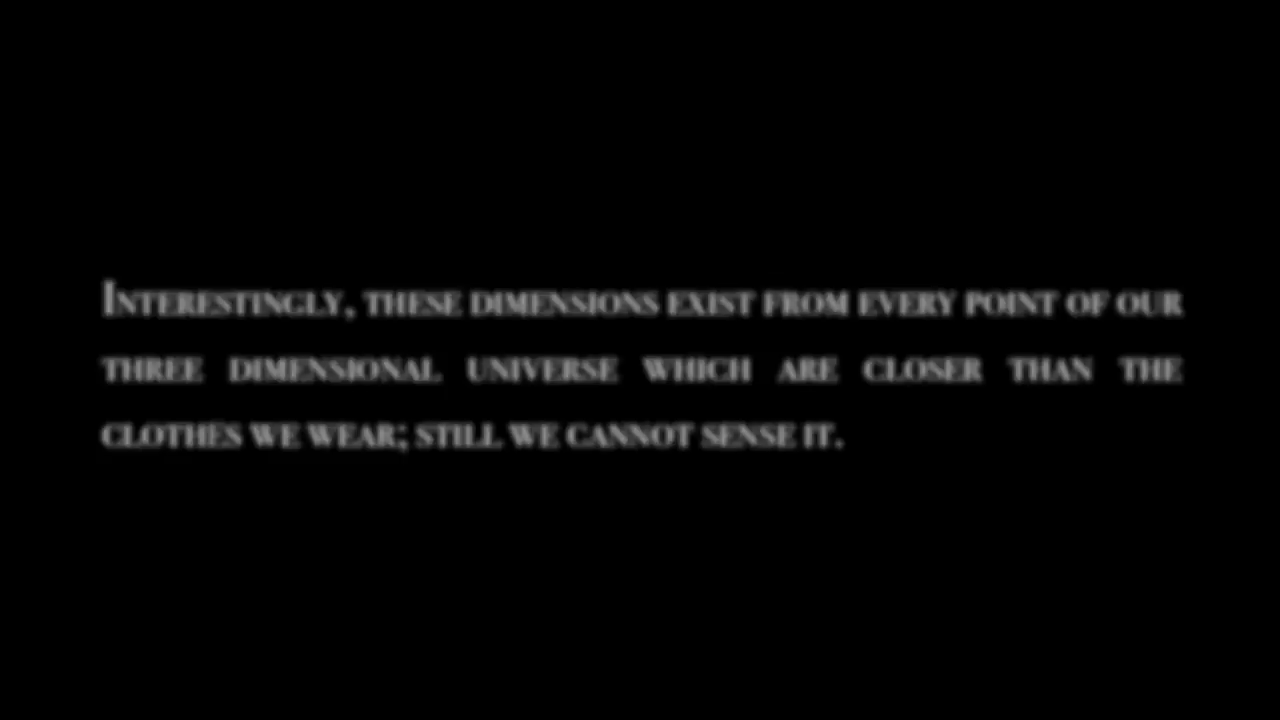 Interestingly, these dimensions exist from every point of our
three dimensional universe which are closer than the
clothes we wear; still we cannot sense it.